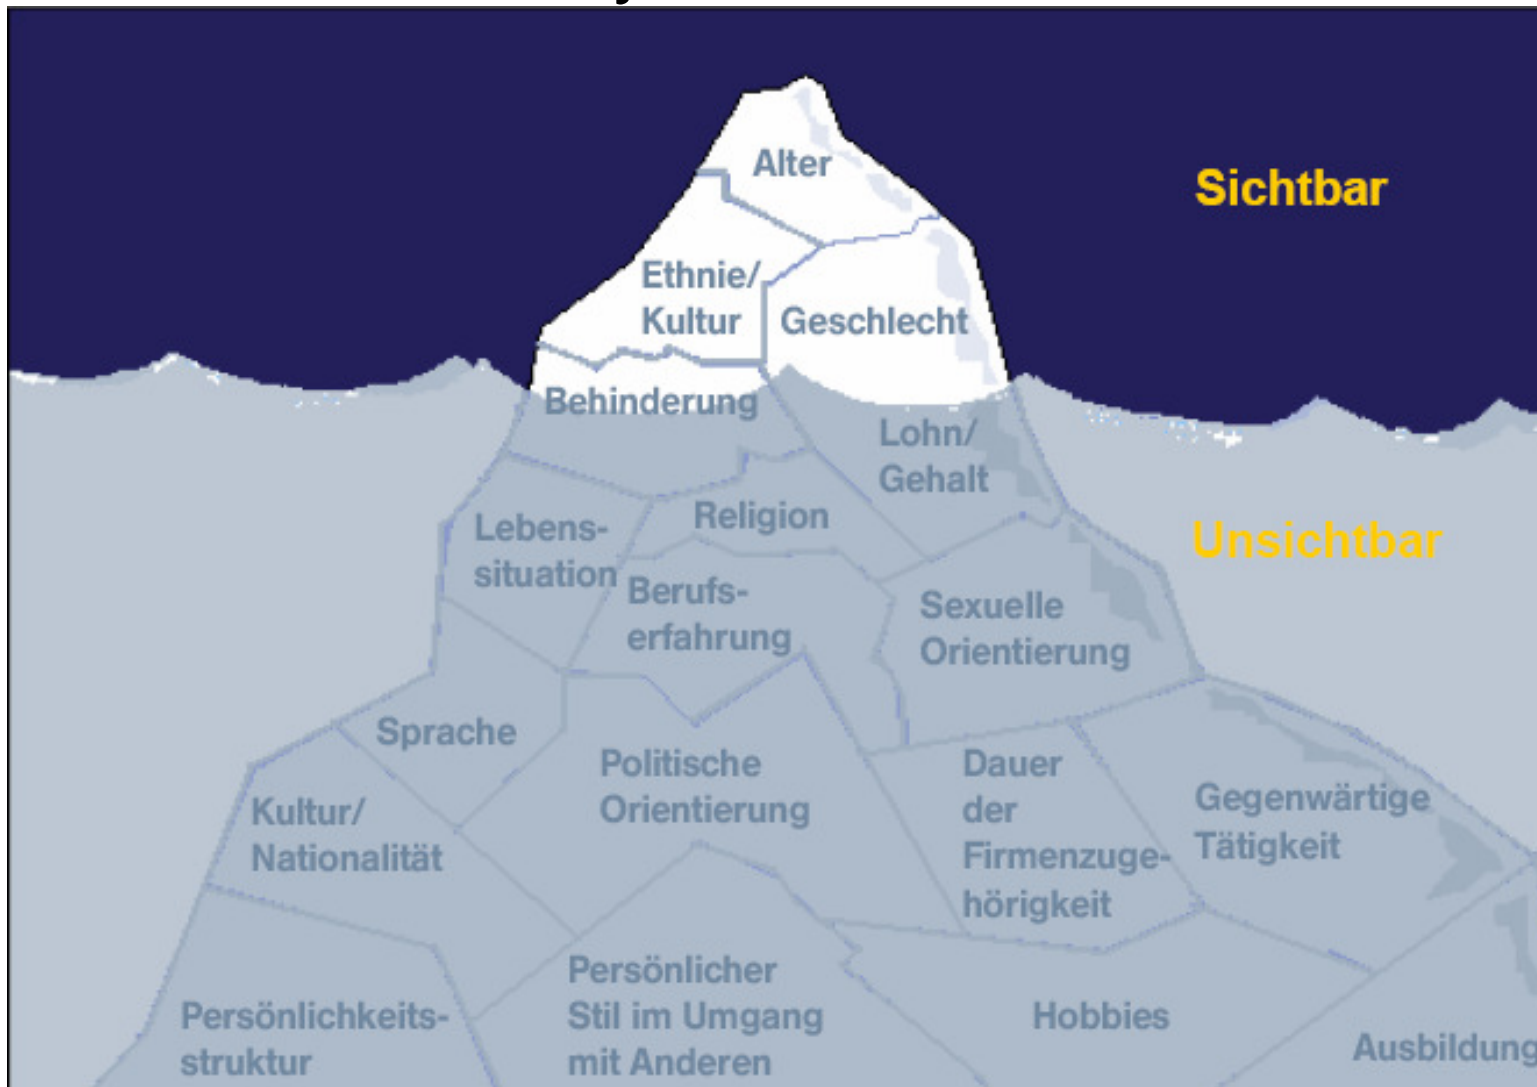 Alter
Sichtbar
Ethnie/
Kultur
Geschlecht
Behinderung
Lohn/
Gehalt
Lebens-
situation
Religion
Unsichtbar
Berufs-
erfahrung
Sexuelle
Orientierung
Sprache
Politische
Orientierung
Dauer
der
Firmenzuge-
hörigkeit
Gegenwärtige
Tätigkeit
Kultur/
Nationalität
Persönlichkeits-
struktur
Persönlicher
Stil im Umgang
mit Anderen
Hobbies
Ausbildung